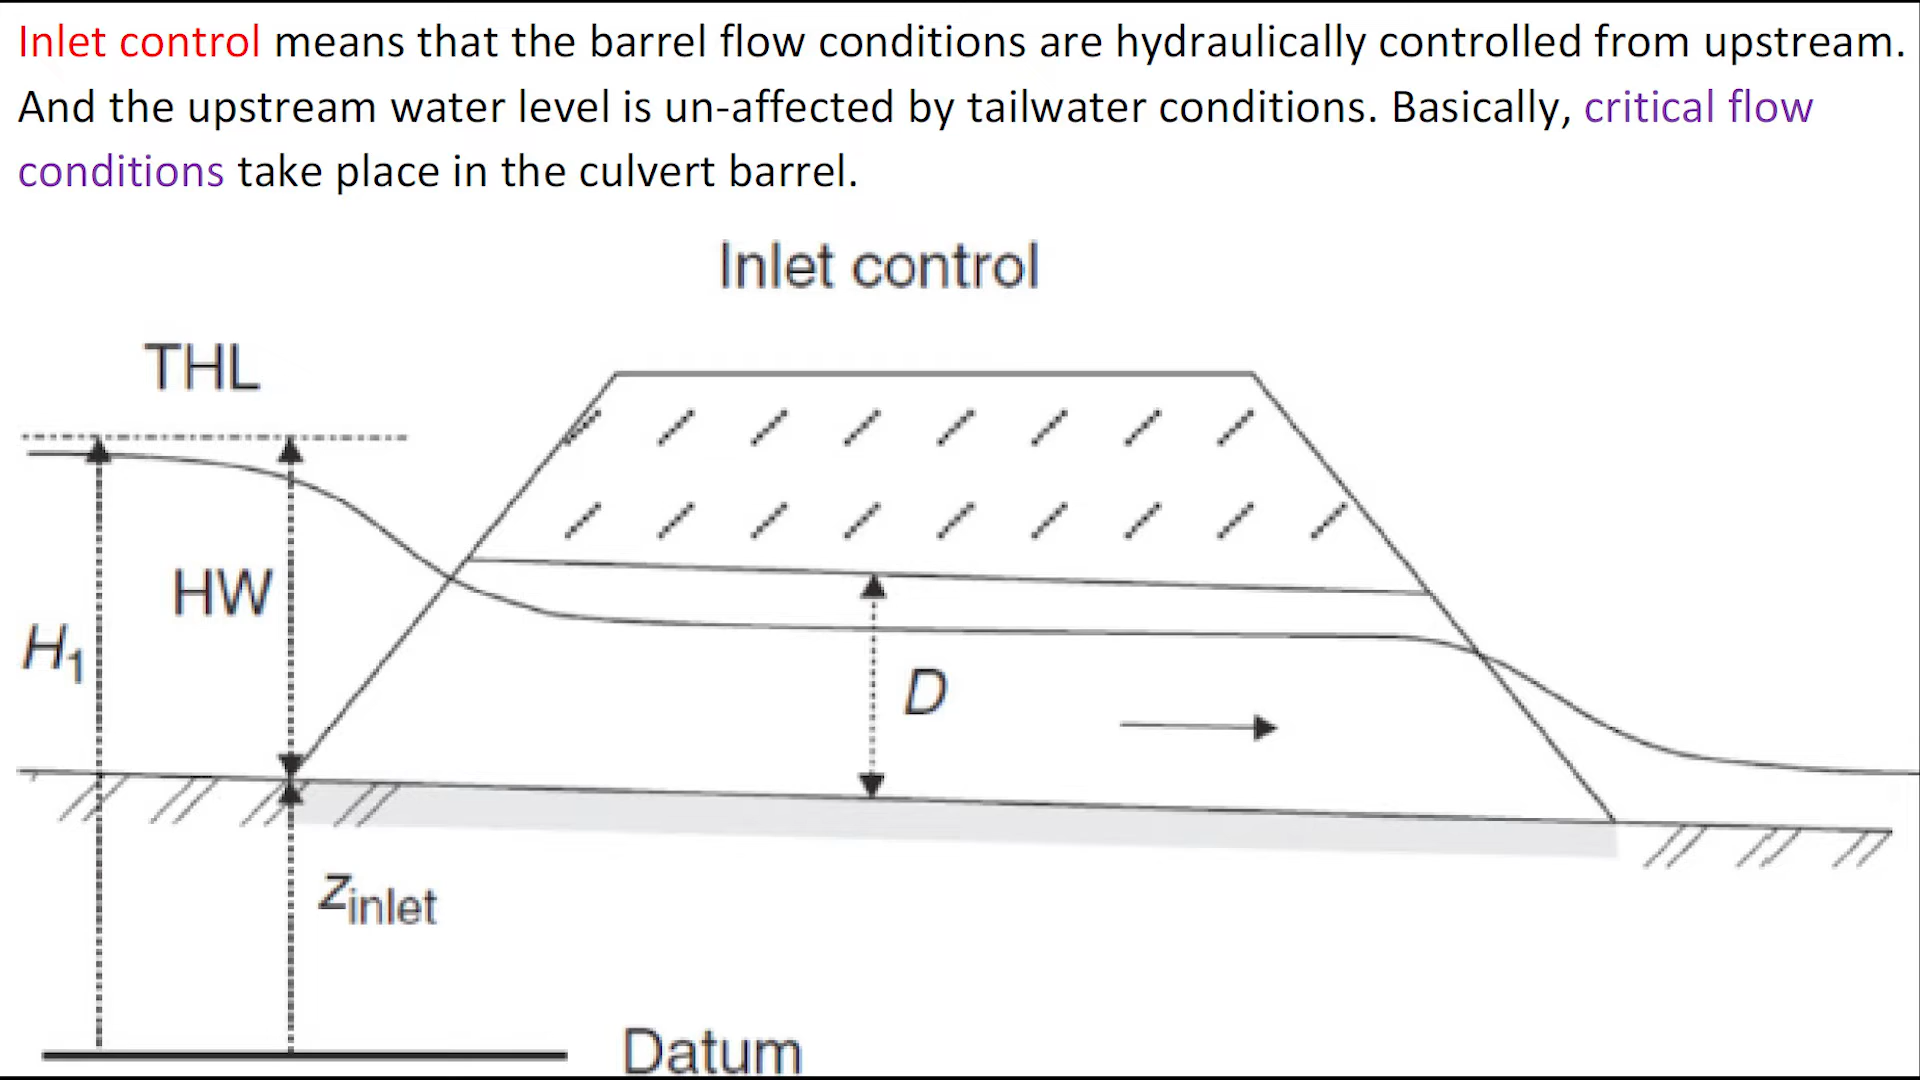 Inlet control means that the barrel flow conditions are hydraulically controlled from upstream.
And the upstream water level is un-affected by tailwater conditions. Basically, critical flow
conditions take place in the culvert barrel.
Inlet control
THL
HW
H1
D
Zinlet
Datum